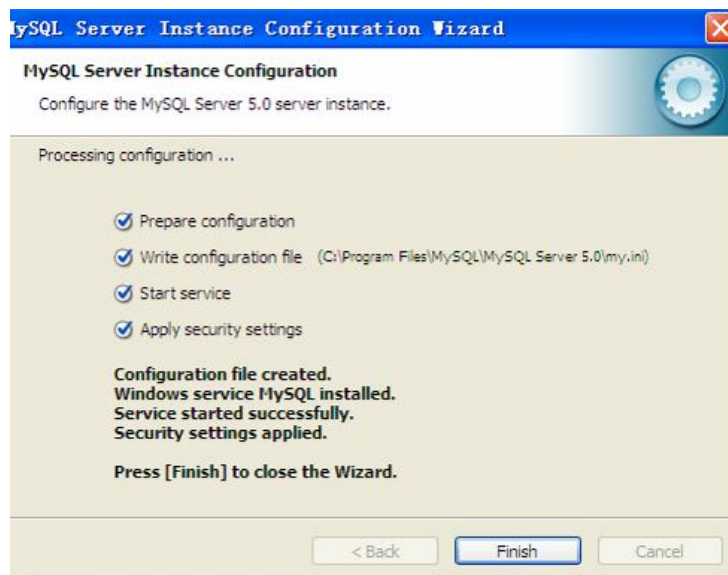 MySQL Server Instance Configuration Wizard
MySQL Server Instance Configuration
Configure the MySQL Server 5.0 server instance.
Processing configuration ...
Prepare configuration
Write configuration file (C:\Program Files\MySQL\MySQL Server 5.0\my.ini)
Start service
Apply security settings
Configuration file created.
Windows service MySQL installed.
Service started successfully.
Security settings applied.
Press [Finish] to close the Wizard.
< Back Finish Cancel